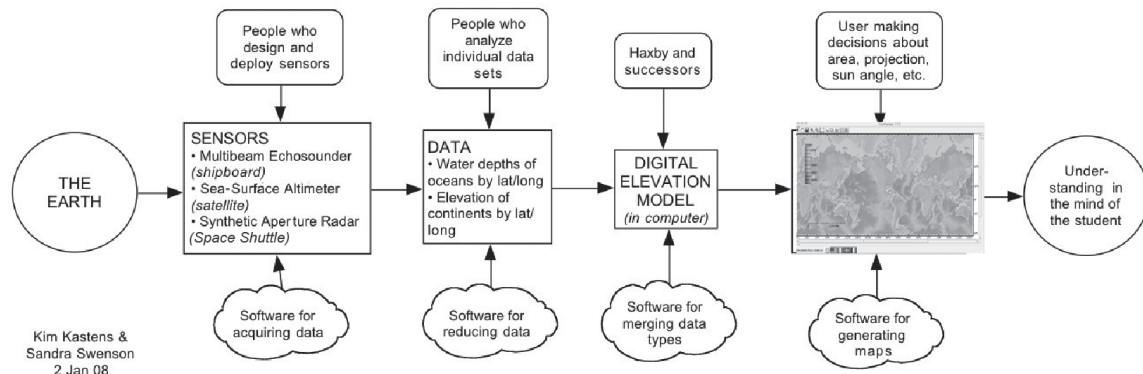 People who
design and
deploy sensors
People who
analyze
individual data
sets
Haxby and
successors
User making
decisions about
area, projection,
sun angle, etc.
THE
EARTH
SENSORS
• Multibeam Echosounder
(shipboard)
• Sea-Surface Altimeter
(satellite)
• Synthetic Aperture Radar
(Space Shuttle)
DATA
• Water depths of
oceans by lat/long
• Elevation of
continents by lat/
long
DIGITAL
ELEVATION
MODEL
(in computer)
Under-
standing in
the mind of
the student
Software for
acquiring data
Software for
reducing data
Software for
merging data
types
Software for
generating
maps
Kim Kastens &
Sandra Swenson
2 Jan 08